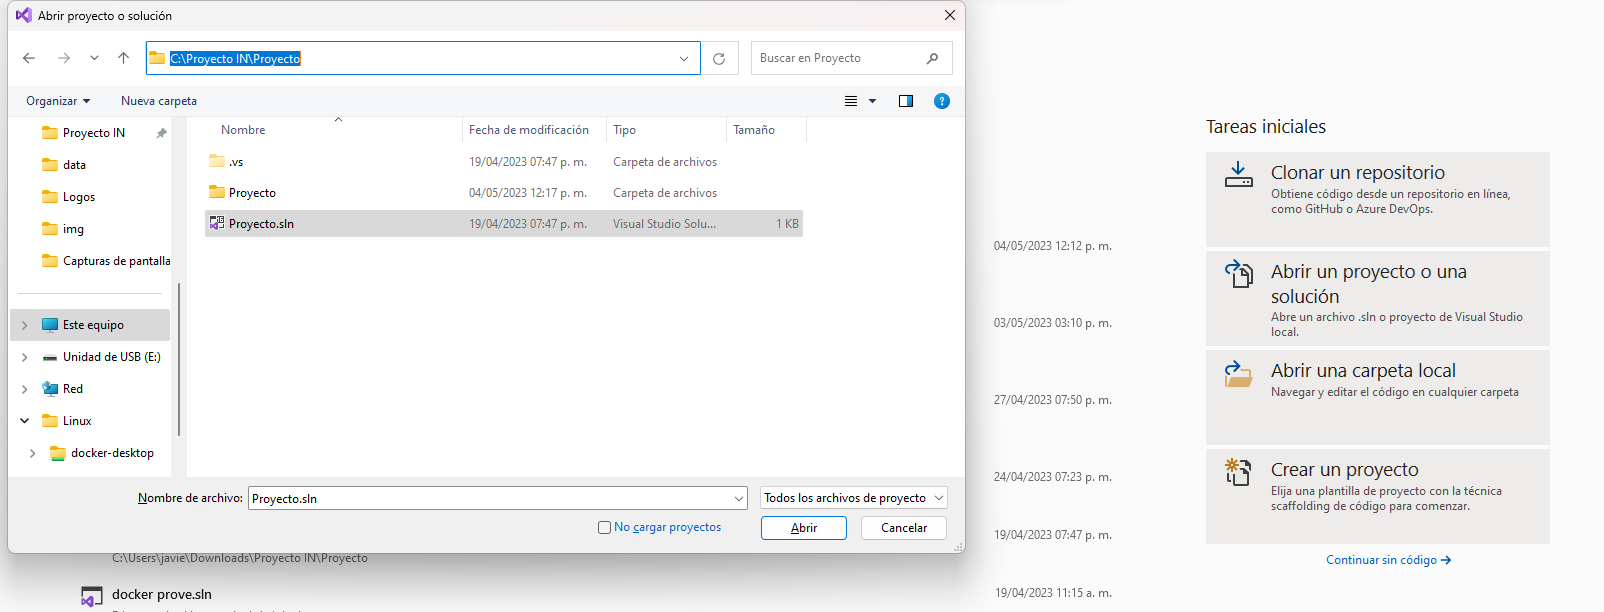 Abrir proyecto o solución
C:\Proyecto IN\Proyecto
Buscar en Proyecto
Organizar
Nueva carpeta
Proyecto IN
data
Logos
img
Capturas de pantalla
Este equipo
Unidad de USB (E:)
Red
Linux
docker-desktop
Nombre Fecha de modificación Tipo Tamaño
.vs 19/04/2023 07:47 p. m. Carpeta de archivos
Proyecto 04/05/2023 12:17 p. m. Carpeta de archivos
Proyecto.sln 19/04/2023 07:47 p. m. Visual Studio Solu... 1 KB
Nombre de archivo: Proyecto.sln Todos los archivos de proyecto
No cargar proyectos Abrir Cancelar
C:\Users\javie\Downloads\Proyecto IN\Proyecto
docker prove.sln
04/05/2023 12:12 p. m.
03/05/2023 03:10 p. m.
27/04/2023 07:50 p. m.
24/04/2023 07:23 p. m.
19/04/2023 07:47 p. m.
19/04/2023 11:15 a. m.
Tareas iniciales
Clonar un repositorio
Obtiene código desde un repositorio en línea,
como GitHub o Azure DevOps.
Abrir un proyecto o una
solución
Abre un archivo .sln o proyecto de Visual Studio
local.
Abrir una carpeta local
Navegar y editar el código en cualquier carpeta
Crear un proyecto
Elija una plantilla de proyecto con la técnica
scaffolding de código para comenzar.
Continuar sin código